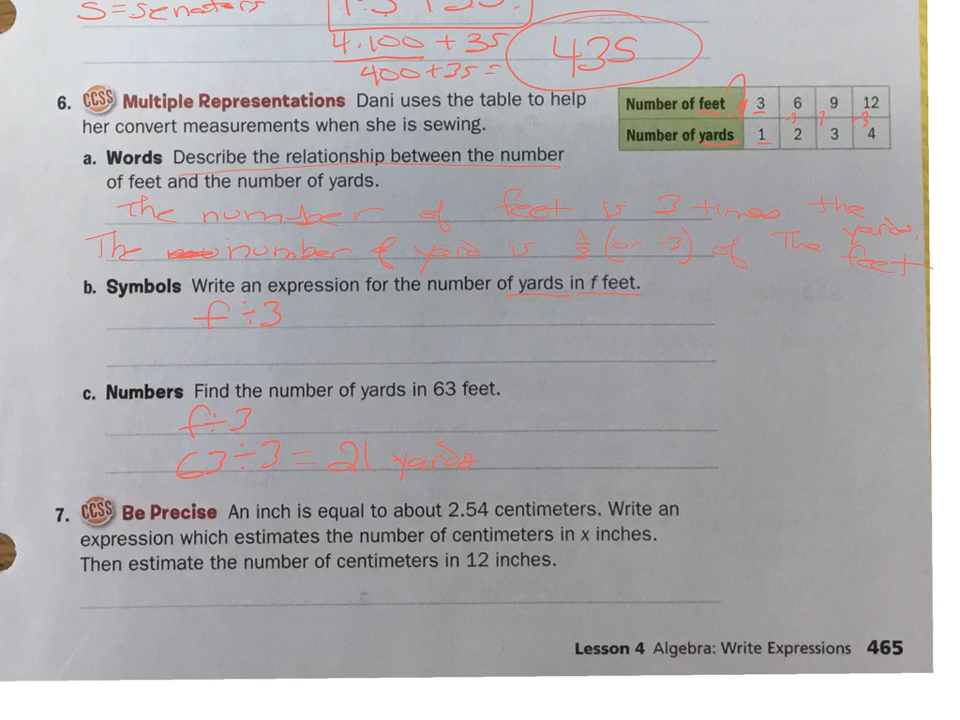 S = senators
4.100 + 35
400 + 35 =
435
6. CCSS Multiple Representations Dani uses the table to help
her convert measurements when she is sewing.
Number of feet 3 6 9 12
Number of yards 1 2 3 4
a. Words Describe the relationship between the number
of feet and the number of yards.
The number of feet is 3 times the yards.
The number of yard is 1/3 (or ÷3) of The feet
b. Symbols Write an expression for the number of yards in f feet.
f ÷ 3
c. Numbers Find the number of yards in 63 feet.
f ÷ 3
63 ÷ 3 = 21 yards
7. CCSS Be Precise An inch is equal to about 2.54 centimeters. Write an
expression which estimates the number of centimeters in x inches.
Then estimate the number of centimeters in 12 inches.
Lesson 4 Algebra: Write Expressions 465